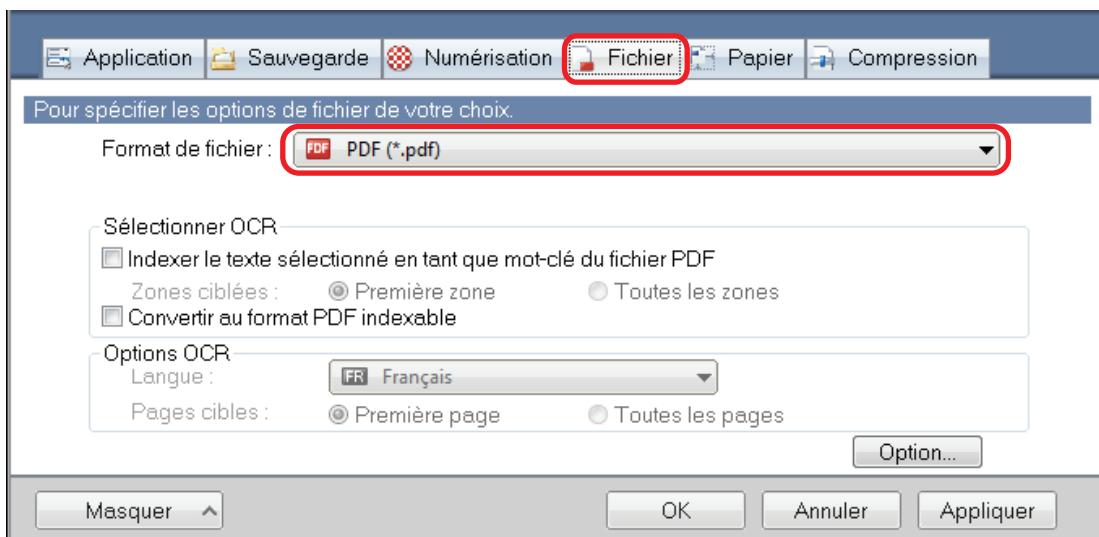 Application Sauvegarde Numérisation Fichier Papier Compression
Pour spécifier les options de fichier de votre choix.
Format de fichier : PDF PDF (*.pdf)
Sélectionner OCR
Indexer le texte sélectionné en tant que mot-clé du fichier PDF
Zones ciblées : Première zone Toutes les zones
Convertir au format PDF indexable
Options OCR
Langue : FR Français
Pages cibles : Première page Toutes les pages
Option...
Masquer OK Annuler Appliquer